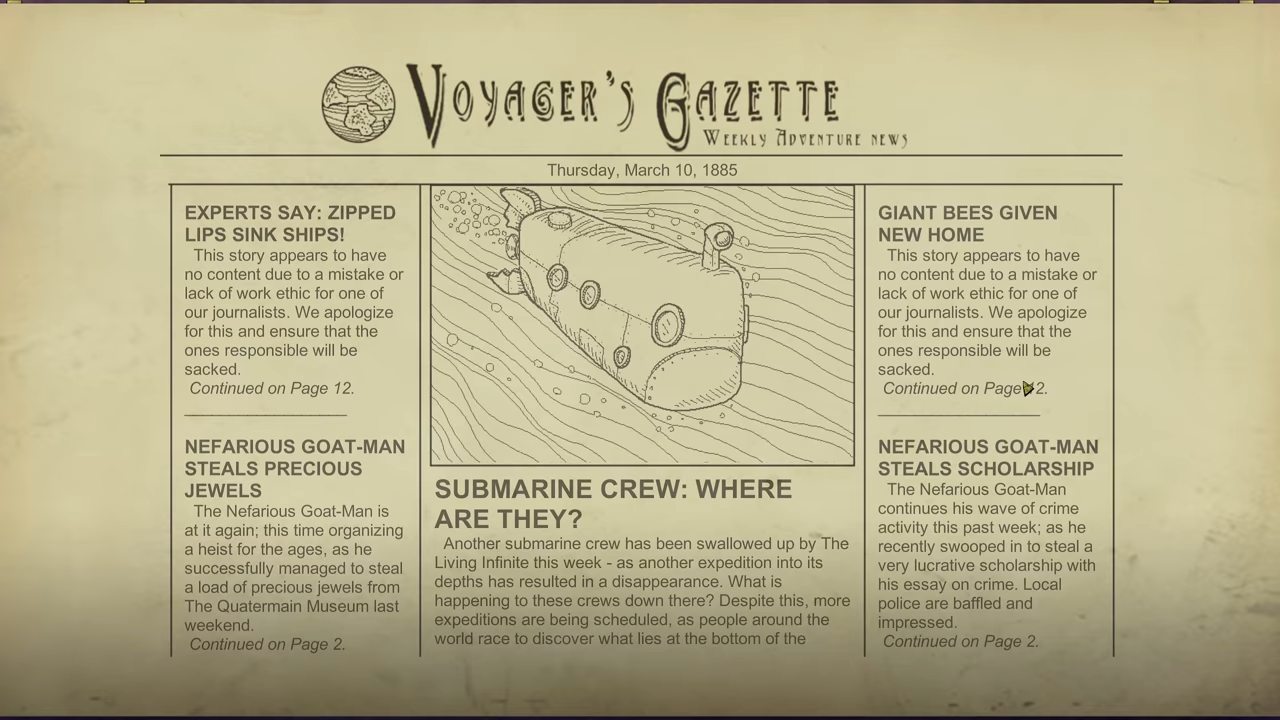 VOYAGER'S GAZETTE
WEEKLY ADVENTURE NEWS
Thursday, March 10, 1885
EXPERTS SAY: ZIPPED
LIPS SINK SHIPS!
This story appears to have
no content due to a mistake or
lack of work ethic for one of
our journalists. We apologize
for this and ensure that the
ones responsible will be
sacked.
Continued on Page 12.
NEFARIOUS GOAT-MAN
STEALS PRECIOUS
JEWELS
The Nefarious Goat-Man is
at it again; this time organizing
a heist for the ages, as he
successfully managed to steal
a load of precious jewels from
The Quatermain Museum last
weekend.
Continued on Page 2.
SUBMARINE CREW: WHERE
ARE THEY?
Another submarine crew has been swallowed up by The
Living Infinite this week - as another expedition into its
depths has resulted in a disappearance. What is
happening to these crews down there? Despite this, more
expeditions are being scheduled, as people around the
world race to discover what lies at the bottom of the
GIANT BEES GIVEN
NEW HOME
This story appears to have
no content due to a mistake or
lack of work ethic for one of
our journalists. We apologize
for this and ensure that the
ones responsible will be
sacked.
Continued on Page 12.
NEFARIOUS GOAT-MAN
STEALS SCHOLARSHIP
The Nefarious Goat-Man
continues his wave of crime
activity this past week; as he
recently swooped in to steal a
very lucrative scholarship with
his essay on crime. Local
police are baffled and
impressed.
Continued on Page 2.